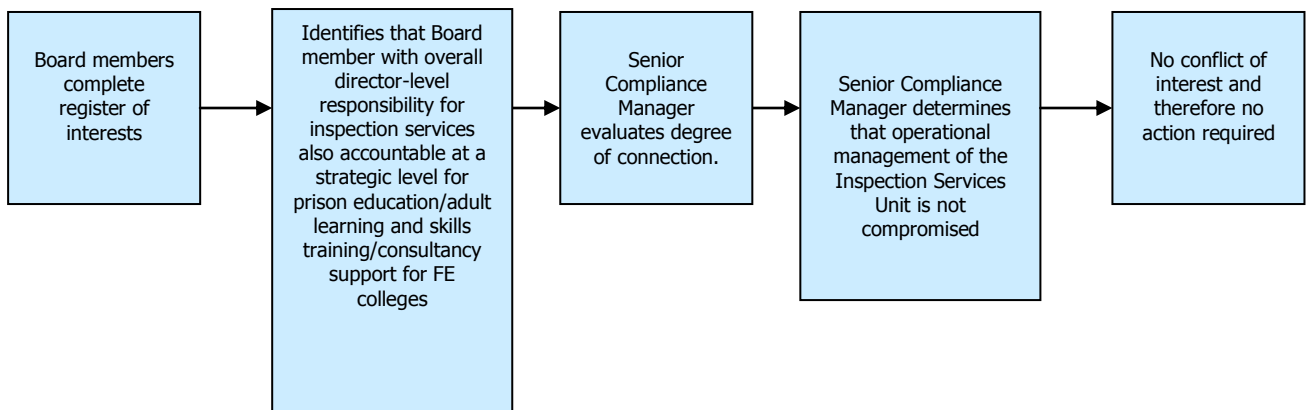 Board members
complete
register of
interests
Identifies that Board
member with overall
director-level
responsibility for
inspection services
also accountable at a
strategic level for
prison education/adult
learning and skills
training/consultancy
support for FE
colleges
Senior
Compliance
Manager
evaluates degree
of connection.
Senior Compliance
Manager determines
that operational
management of the
Inspection Services
Unit is not
compromised
No conflict of
interest and
therefore no
action required